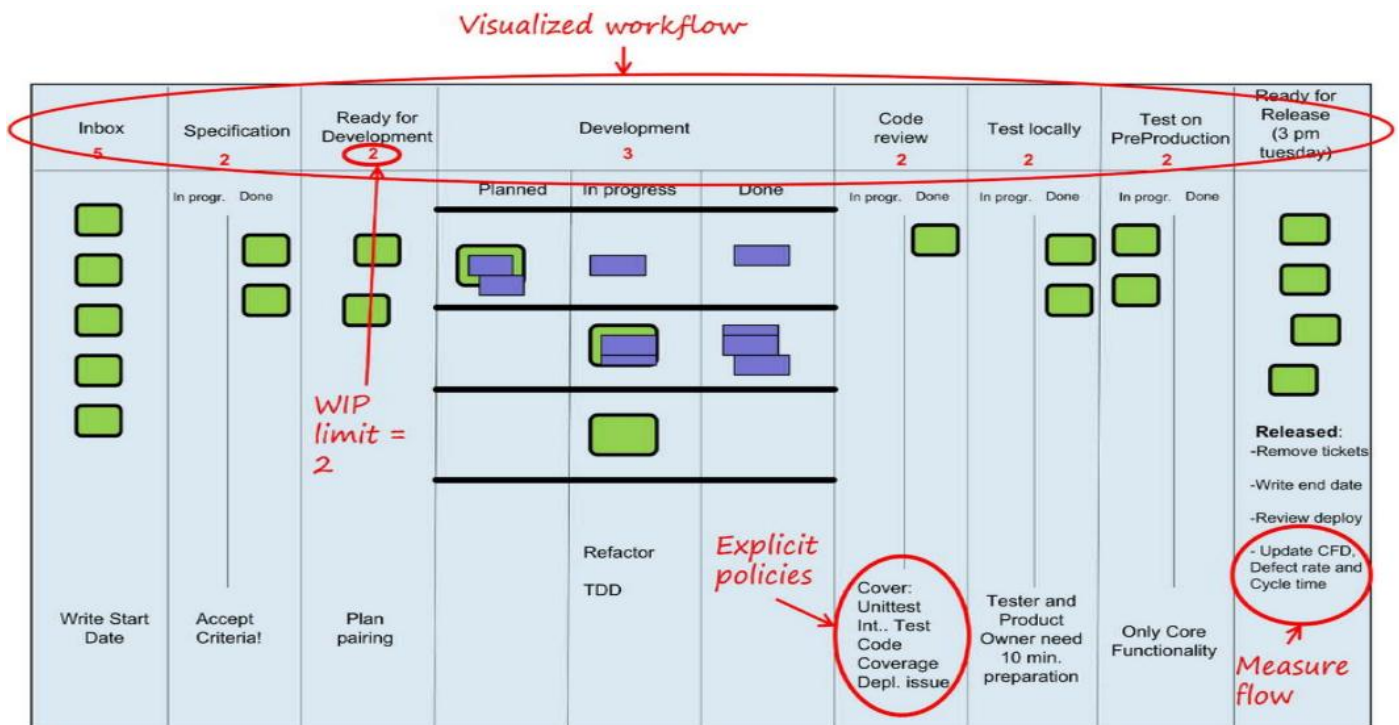 Visualized workflow
Inbox
5
Specification
2
Ready for
Development
2
Development
3
Code
review
2
Test locally
2
Test on
PreProduction
2
Ready for
Release
(3 pm
tuesday)
In progr. Done
Planned
In progress
Done
In progr. Done
In progr. Done
In progr. Done
WIP
limit =
2
Explicit
policies
Released:
-Remove tickets
-Write end date
-Review deploy
- Update CFD,
Defect rate and
Cycle time
Write Start
Date
Accept
Criteria!
Plan
pairing
Refactor
TDD
Cover:
Unittest
Int.. Test
Code
Coverage
Depl. issue
Tester and
Product
Owner need
10 min.
preparation
Only Core
Functionality
Measure
flow